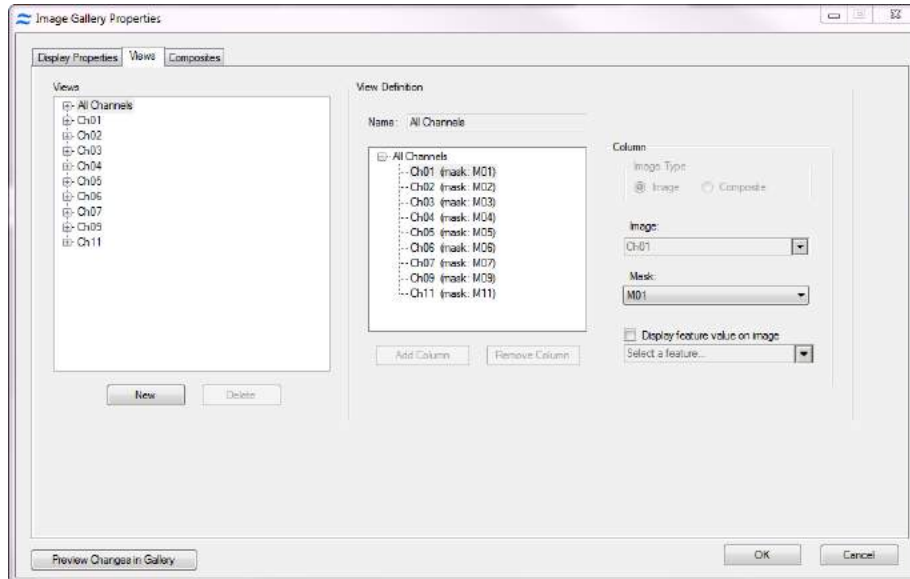 Image Gallery Properties
Display Properties Views Composites
Views
All Channels
Ch01
Ch02
Ch03
Ch04
Ch05
Ch06
Ch07
Ch09
Ch11
New Delete
View Definition
Name: All Channels
All Channels
Ch01 (mask: M01)
Ch02 (mask: M02)
Ch03 (mask: M03)
Ch04 (mask: M04)
Ch05 (mask: M05)
Ch06 (mask: M06)
Ch07 (mask: M07)
Ch09 (mask: M09)
Ch11 (mask: M11)
Add Column Remove Column
Column
Image Type
Image Composite
Image:
Ch01
Mask:
M01
Display feature value on image
Select a feature...
Preview Changes in Gallery
OK Cancel